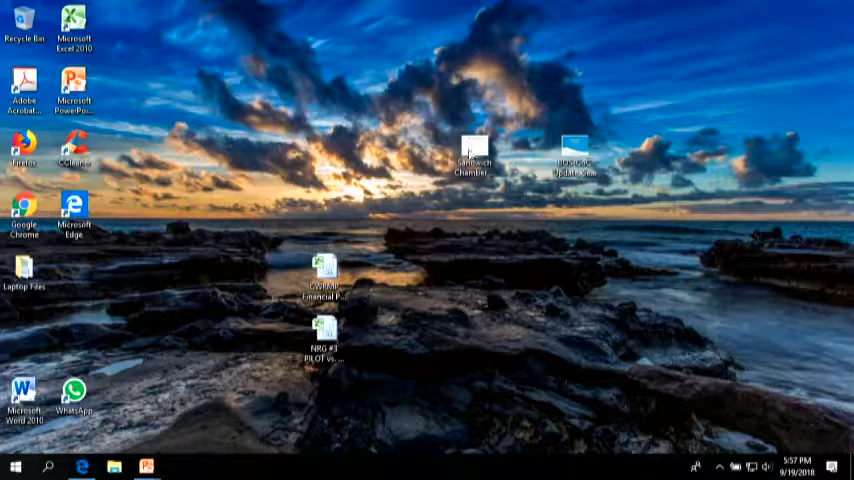 Recycle Bin
Microsoft
Excel 2010
Adobe
Acrobat...
Microsoft
PowerPoi...
Firefox
CCleaner
Google
Chrome
Microsoft
Edge
Laptop Files
Microsoft
Word 2010
WhatsApp
CWRMP
Financial P...
NRG #3
PILOT vs. ...
Sandwich
Chamber...
Update_Se...
5:57 PM
9/19/2018